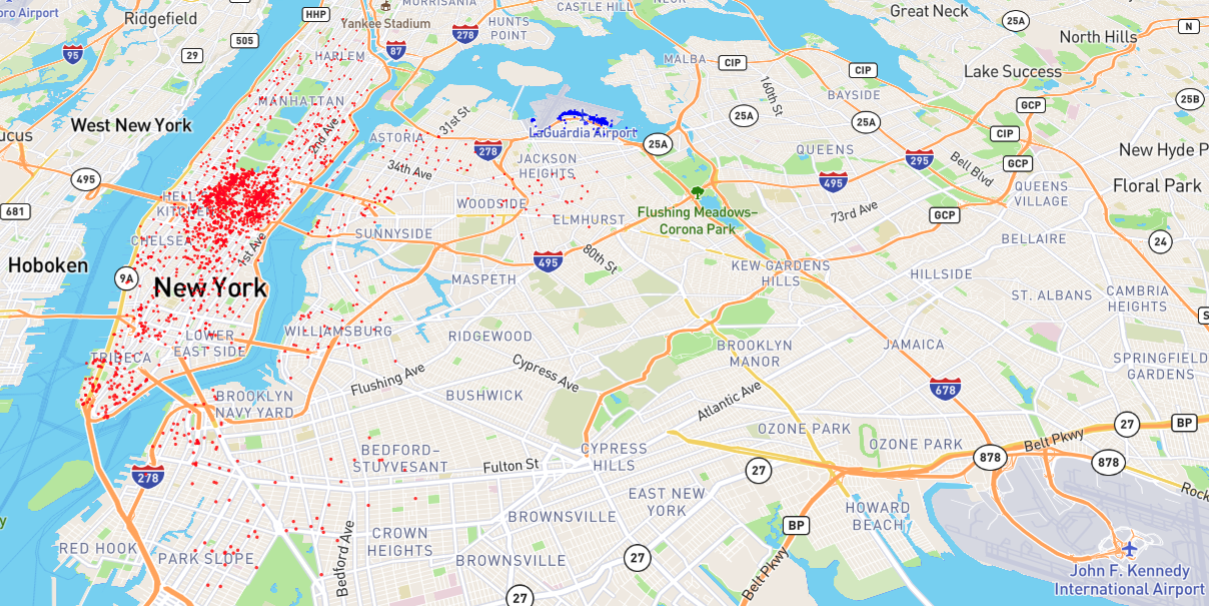 oro Airport
Ridgefield
HHP
Yankee Stadium
MORRISANIA
CASTLE HILL
NECK
Great Neck
25A
N
95
505
29
87
278
HUNTS
POINT
North Hills
HARLEM
MALBA
CIP
CIP
Lake Success
MANHATTAN
160th St
BAYSIDE
GCP
25B
West New York
2nd Ave
31st St
25A
25A
ucus
ASTORIA
LaGuardia Airport
CIP
278
25A
QUEENS
295
New Hyde P
JACKSON
HEIGHTS
34th Ave
Bell Blvd
GCP
495
495
Floral Park
HELL
KITCHEN
WOODSIDE
QUEENS
VILLAGE
681
Flushing Meadows–
Corona Park
73rd Ave
GCP
ELMHURST
CHELSEA
1st Ave
SUNNYSIDE
BELLAIRE
24
Hoboken
495
80th St
9A
New York
MASPETH
KEW GARDENS
HILLS
HILLSIDE
ST. ALBANS
CAMBRIA
HEIGHTS
S
LOWER
EAST SIDE
WILLIAMSBURG
RIDGEWOOD
BROOKLYN
MANOR
JAMAICA
TRIBECA
SPRINGFIELD
GARDENS
Cypress Ave
Flushing Ave
BROOKLYN
NAVY YARD
BUSHWICK
Atlantic Ave
678
OZONE PARK
OZONE PARK
27
BP
Belt Pkwy
BEDFORD–
STUYVESANT
CYPRESS
HILLS
Fulton St
878
878
278
27
Rock
EAST NEW
YORK
HOWARD
BEACH
BROWNSVILLE
BP
CROWN
HEIGHTS
RED HOOK
PARK SLOPE
Bedford Ave
BROWNSVILLE
27
Belt Pkwy
John F. Kennedy
International Airport
27